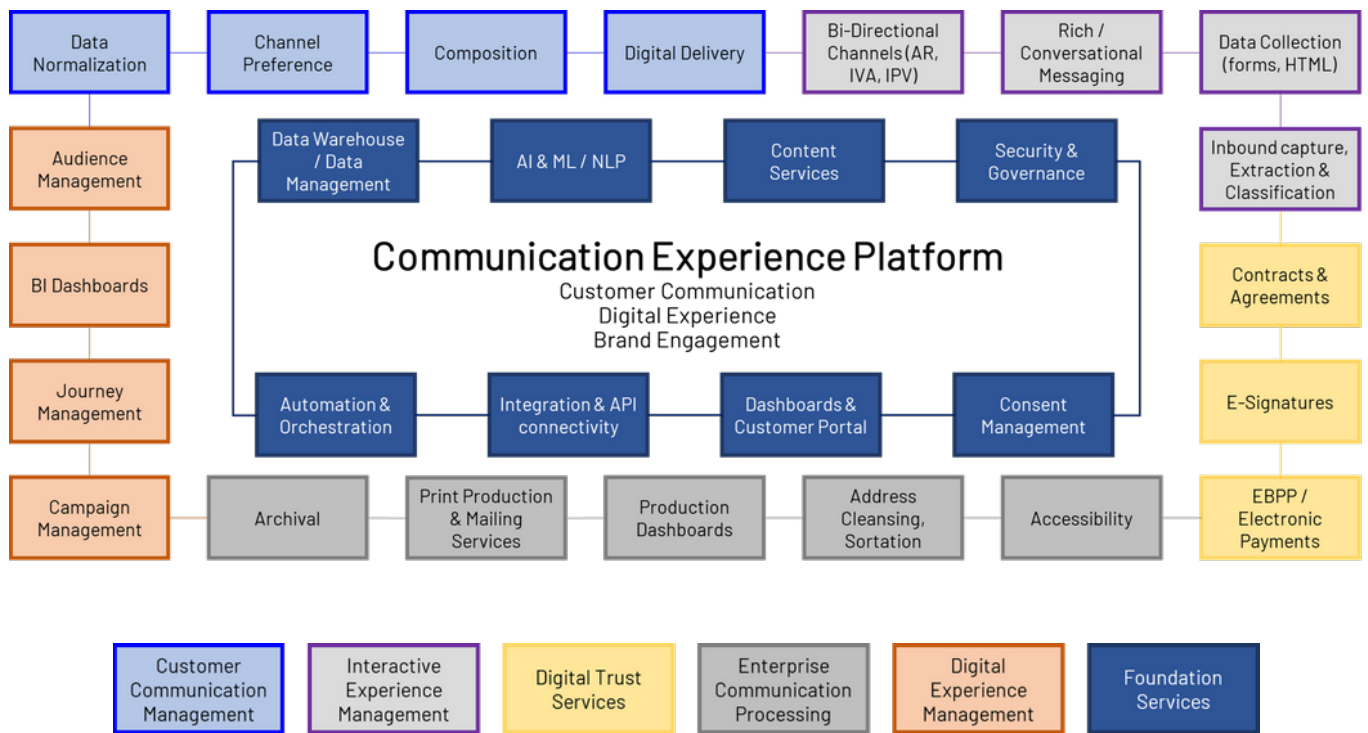 Data
Normalization
Channel
Preference
Composition
Digital Delivery
Bi-Directional
Channels (AR,
IVA, IPV)
Rich /
Conversational
Messaging
Data Collection
(forms, HTML)
Audience
Management
Data Warehouse
/ Data
Management
AI & ML / NLP
Content
Services
Security &
Governance
Inbound capture,
Extraction &
Classification
BI Dashboards
Communication Experience Platform
Customer Communication
Digital Experience
Brand Engagement
Contracts &
Agreements
Journey
Management
Automation &
Orchestration
Integration & API
connectivity
Dashboards &
Customer Portal
Consent
Management
E-Signatures
Campaign
Management
Archival
Print Production
& Mailing
Services
Production
Dashboards
Address
Cleansing,
Sortation
Accessibility
EBPP /
Electronic
Payments
Customer
Communication
Management
Interactive
Experience
Management
Digital Trust
Services
Enterprise
Communication
Processing
Digital
Experience
Management
Foundation
Services